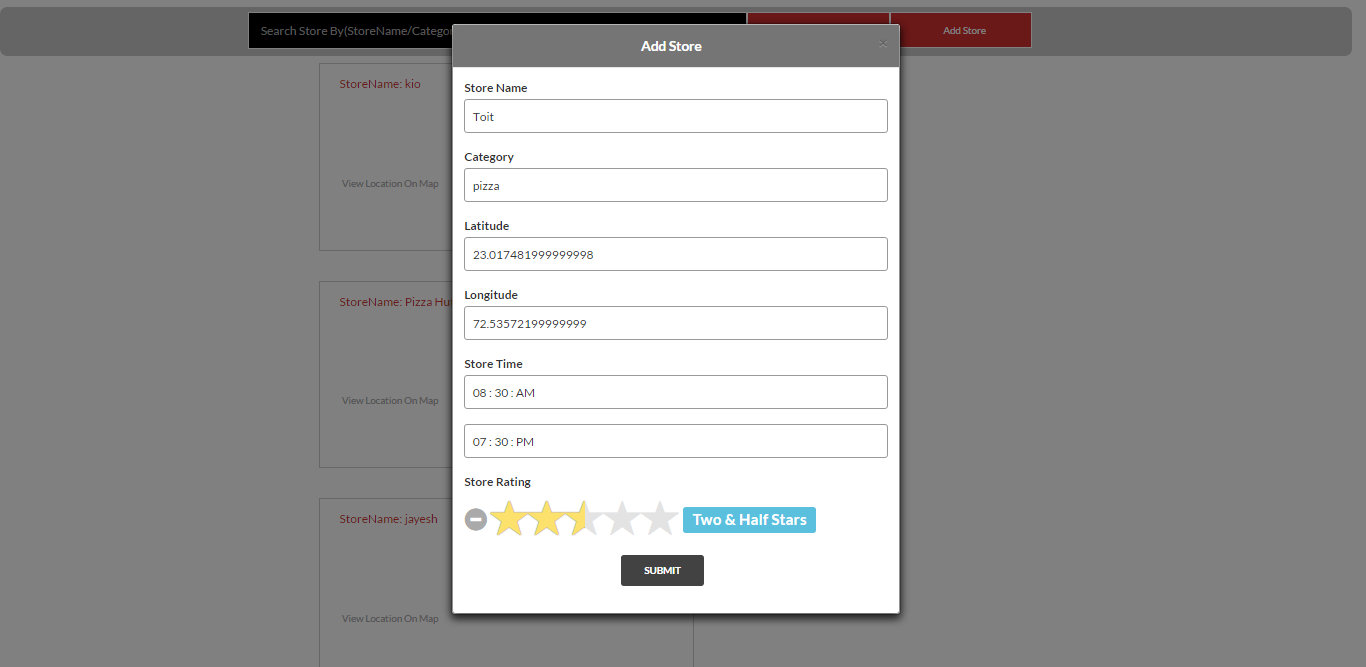 Search Store By(StoreName/Catego
Add Store
Add Store
×
StoreName: kio
View Location On Map
StoreName: Pizza Hu
View Location On Map
StoreName: jayesh
View Location On Map
Store Name
Toit
Category
pizza
Latitude
23.017481999999998
Longitude
72.53572199999999
Store Time
08 : 30 : AM
07 : 30 : PM
Store Rating
Two & Half Stars
SUBMIT